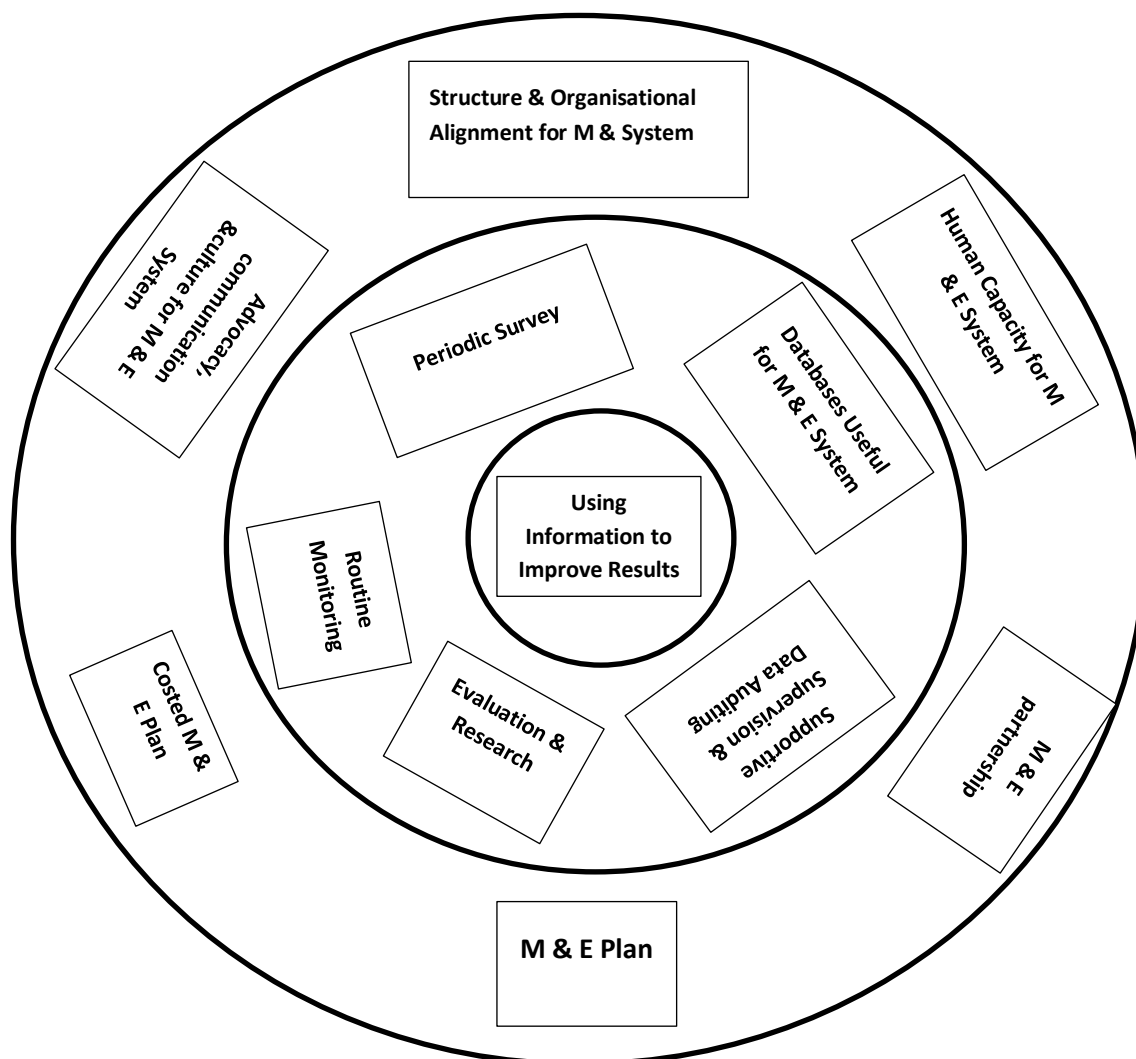 Structure & Organisational
Alignment for M & System
Advocacy,
communication
&culture for M & E
System
Human Capacity for M
& E System
Periodic Survey
Databases Useful
for M & E System
Using
Information to
Improve Results
Routine
Monitoring
Evaluation &
Research
Supportive
Supervision &
Data Auditing
Costed M &
E Plan
M & E
partnership
M & E Plan